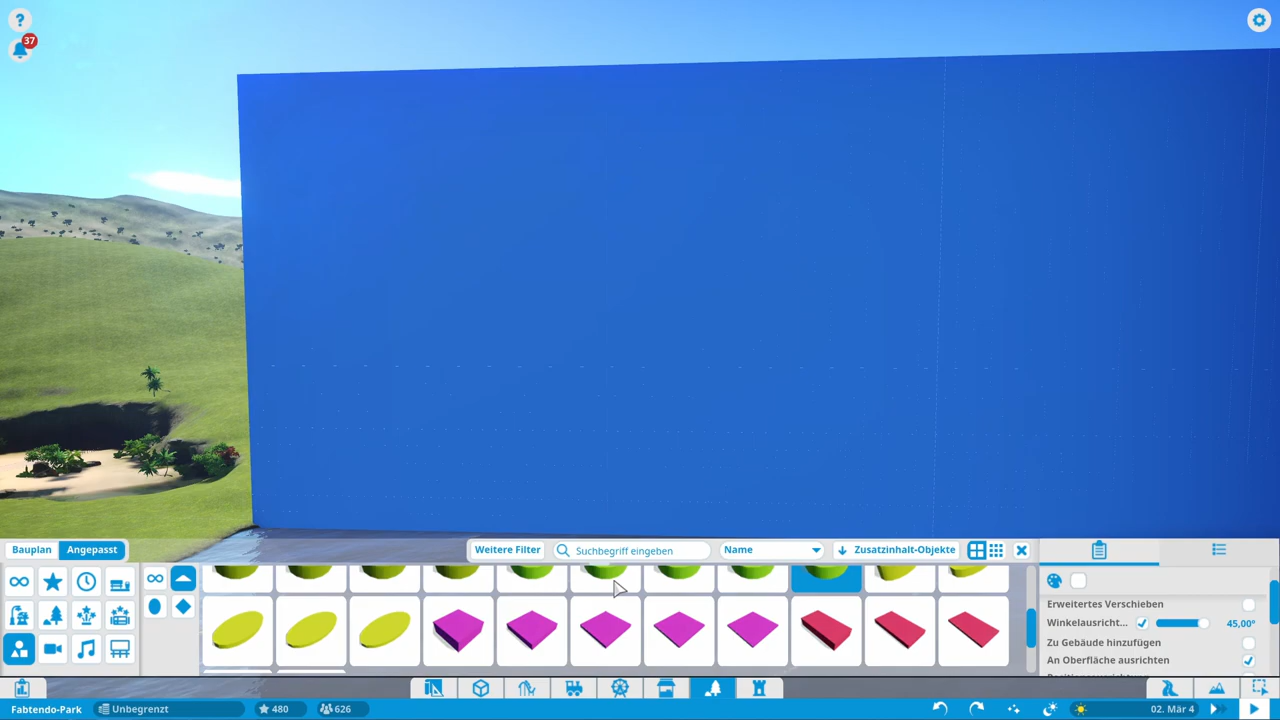 ?
37
Bauplan
Angepasst
Weitere Filter
Suchbegriff eingeben
Name
Zusatzinhalt-Objekte
Erweitertes Verschieben
Winkelausricht...
45,00°
Zu Gebäude hinzufügen
An Oberfläche ausrichten
Fabtendo-Park
Unbegrenzt
480
626
02. Mär 4